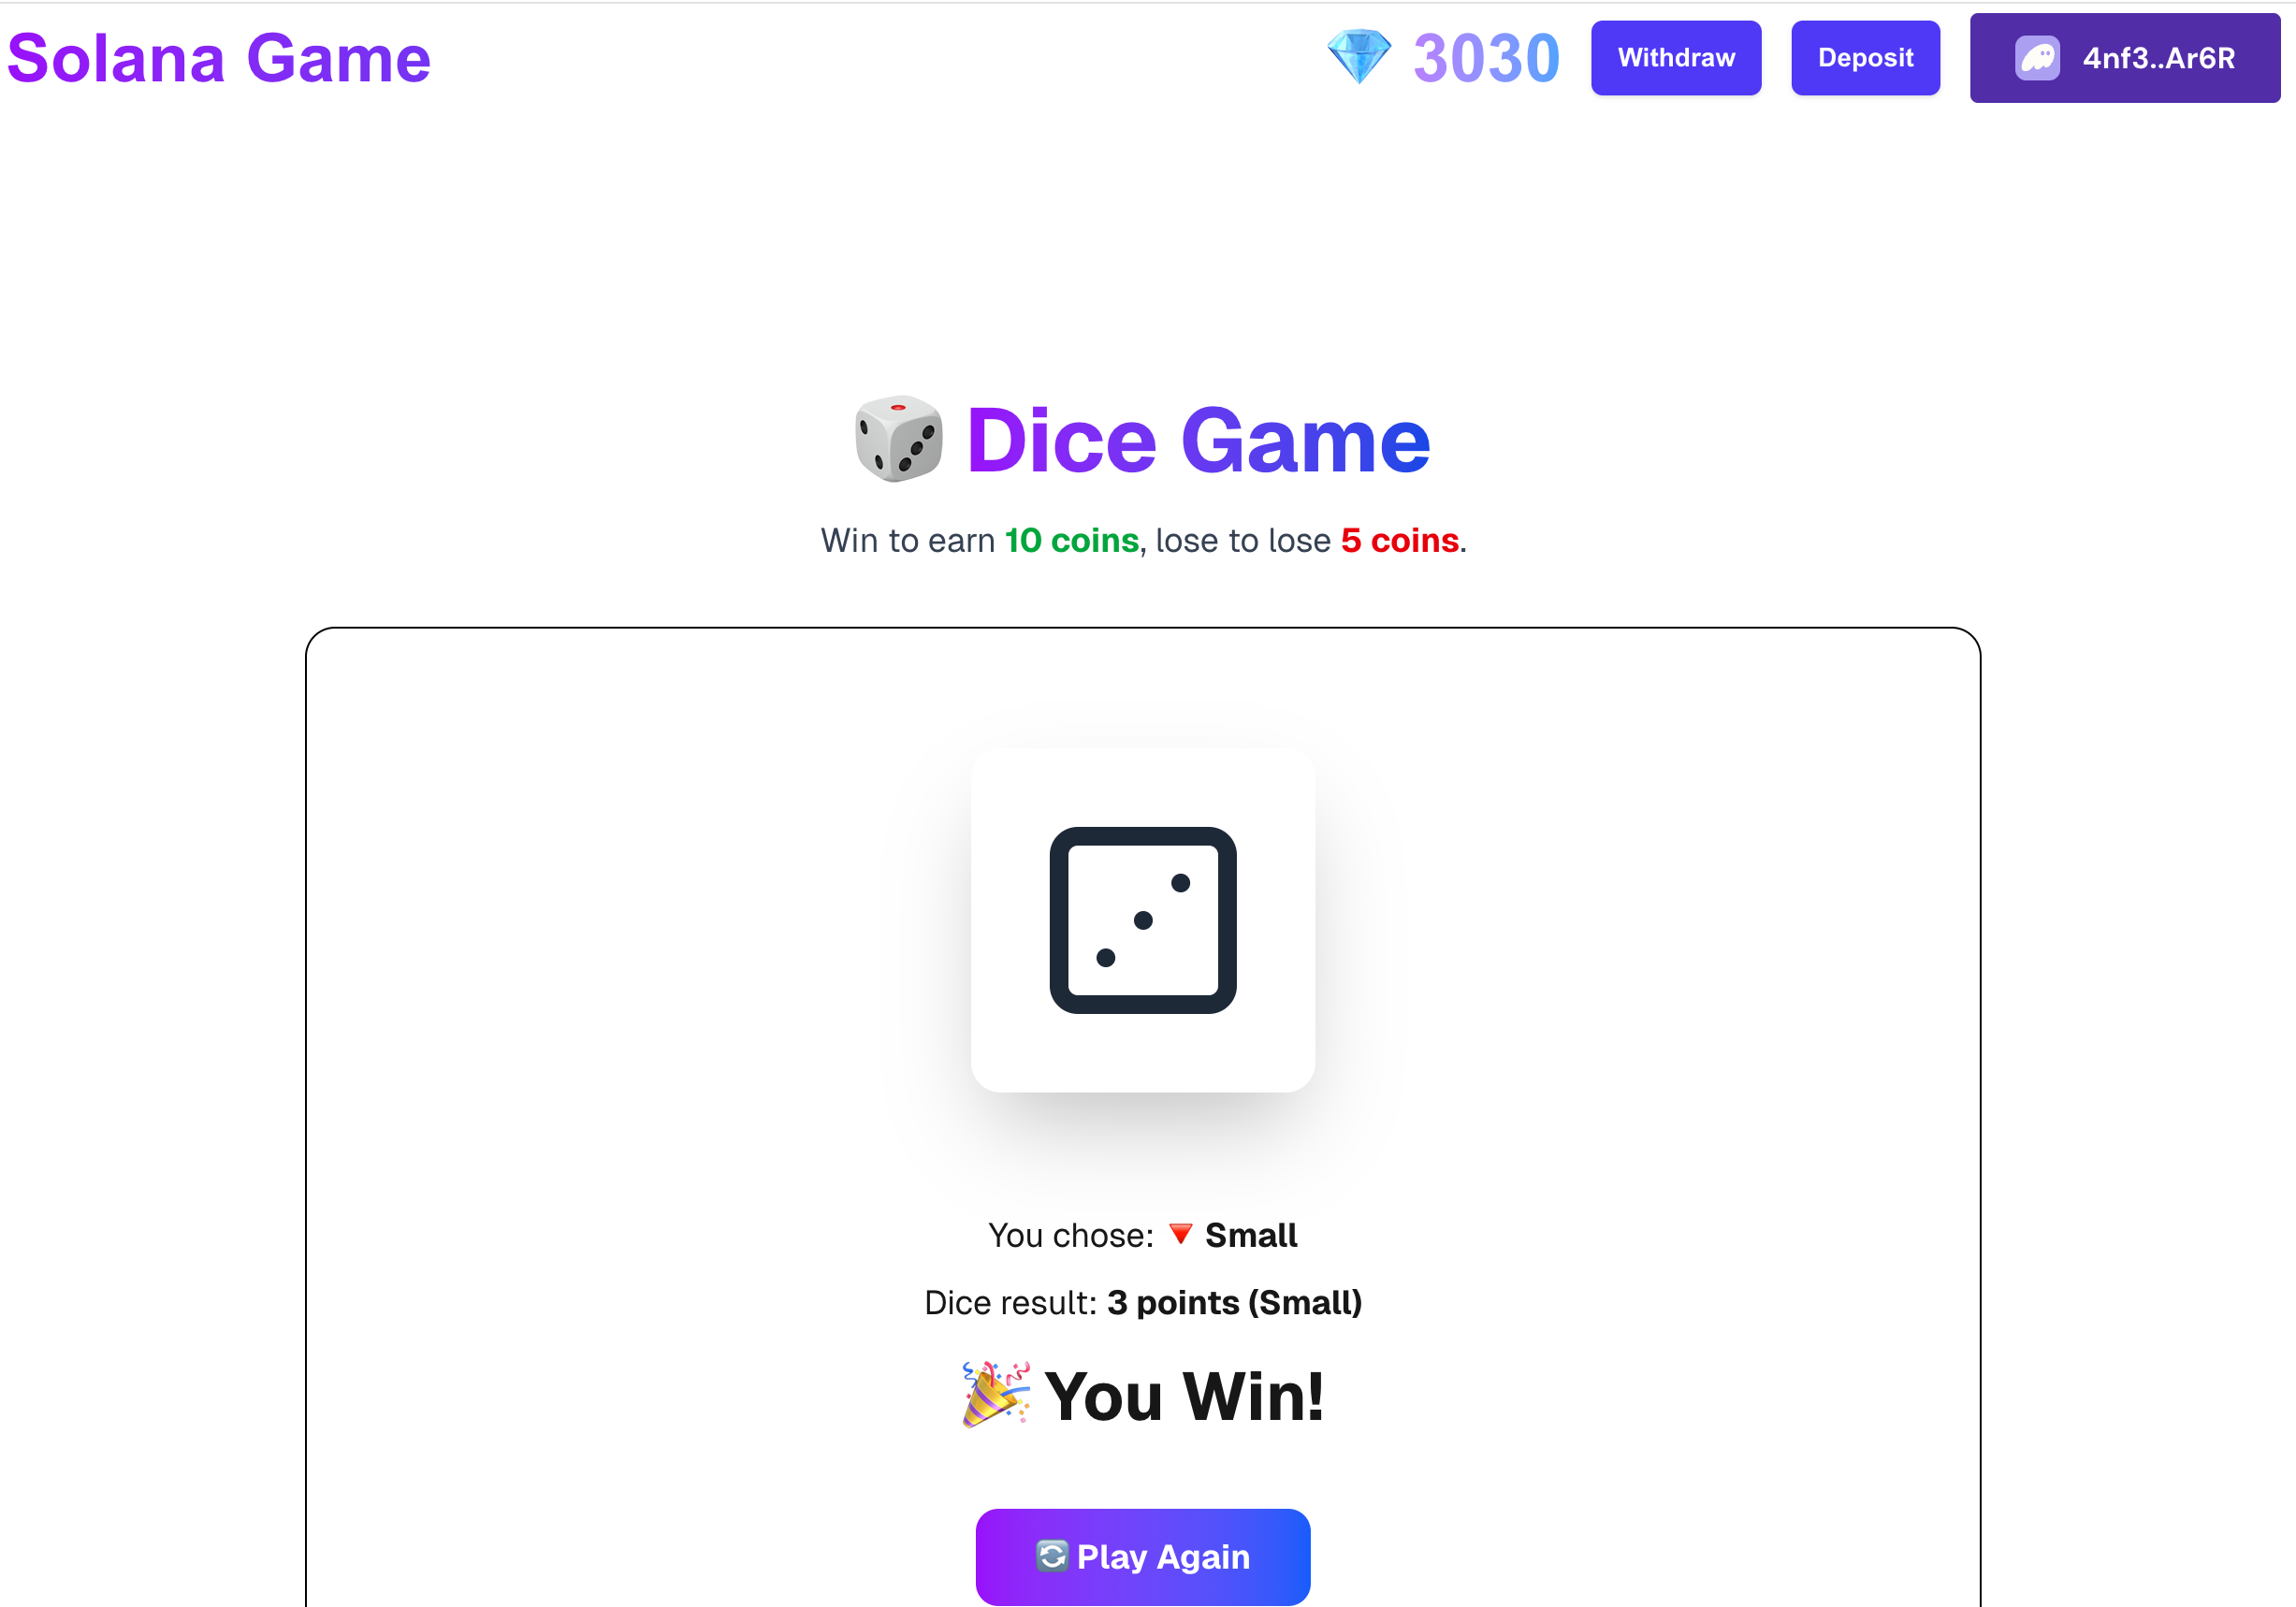 Solana Game
💎 3030
Withdraw
Deposit
4nf3..Ar6R
🎲 Dice Game
Win to earn 10 coins, lose to lose 5 coins.
You chose: 🔻 Small
Dice result: 3 points (Small)
🎉 You Win!
🔄 Play Again